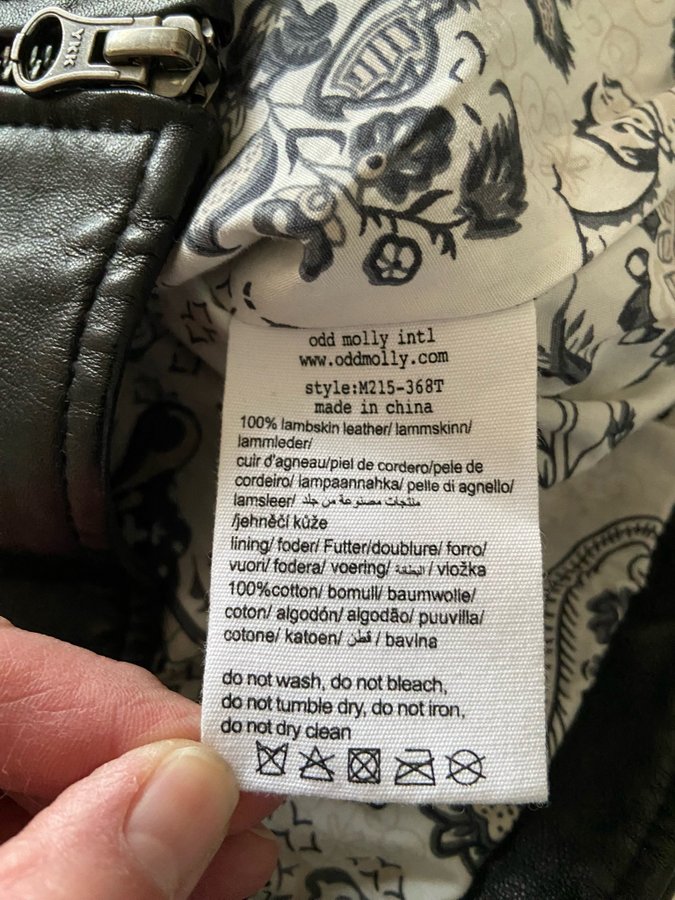 YKK
odd molly intl
www.oddmolly.com
style:M215-368T
made in china
100% lambskin leather/ lammskinn/
lammleder/
cuir d'agneau/piel de cordero/pele de
cordeiro/ lampaannahka/ pelle di agnello/
lamsleer/ منتجات مصنوعة من جلد
/jehněčí kůže
lining/ foder/ Futter/doublure/ forro/
vuori/ fodera/ voering/ البطانة / vložka
100%cotton/ bomull/ baumwolle/
coton/ algodón/ algodão/ puuvilla/
cotone/ katoen/ قطن / bavlna
do not wash, do not bleach,
do not tumble dry, do not iron,
do not dry clean